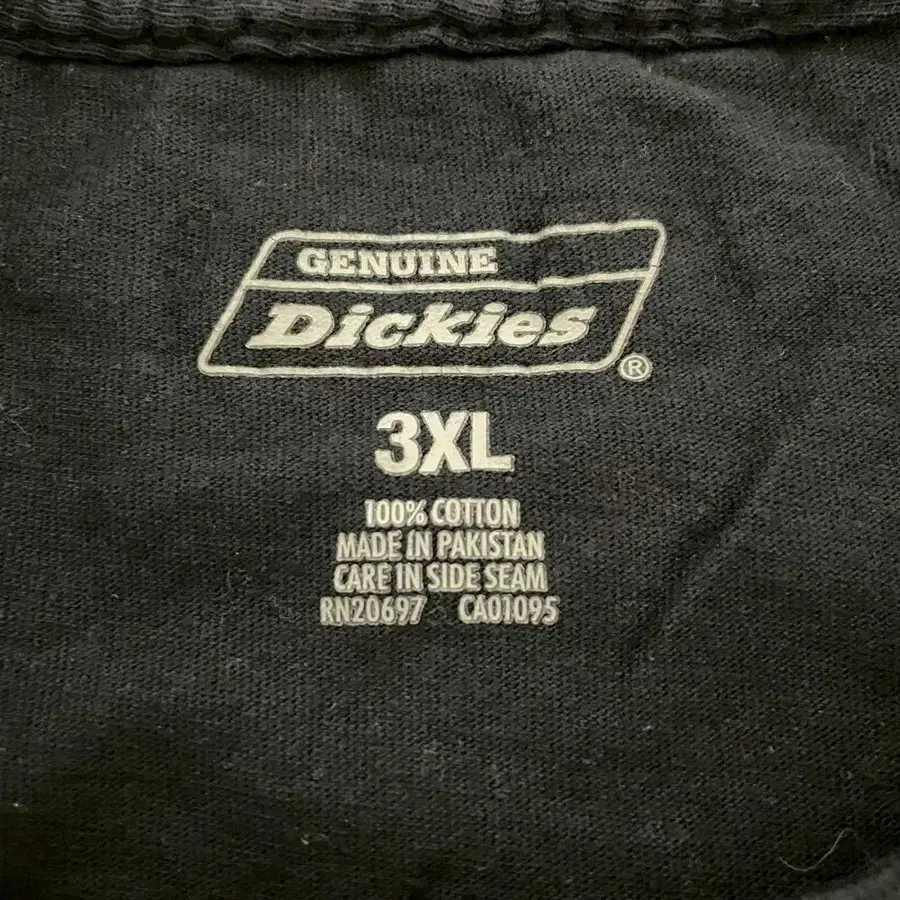 GENUINE
Dickies
®
3XL
100% COTTON
MADE IN PAKISTAN
CARE IN SIDE SEAM
RN20697 CA01095